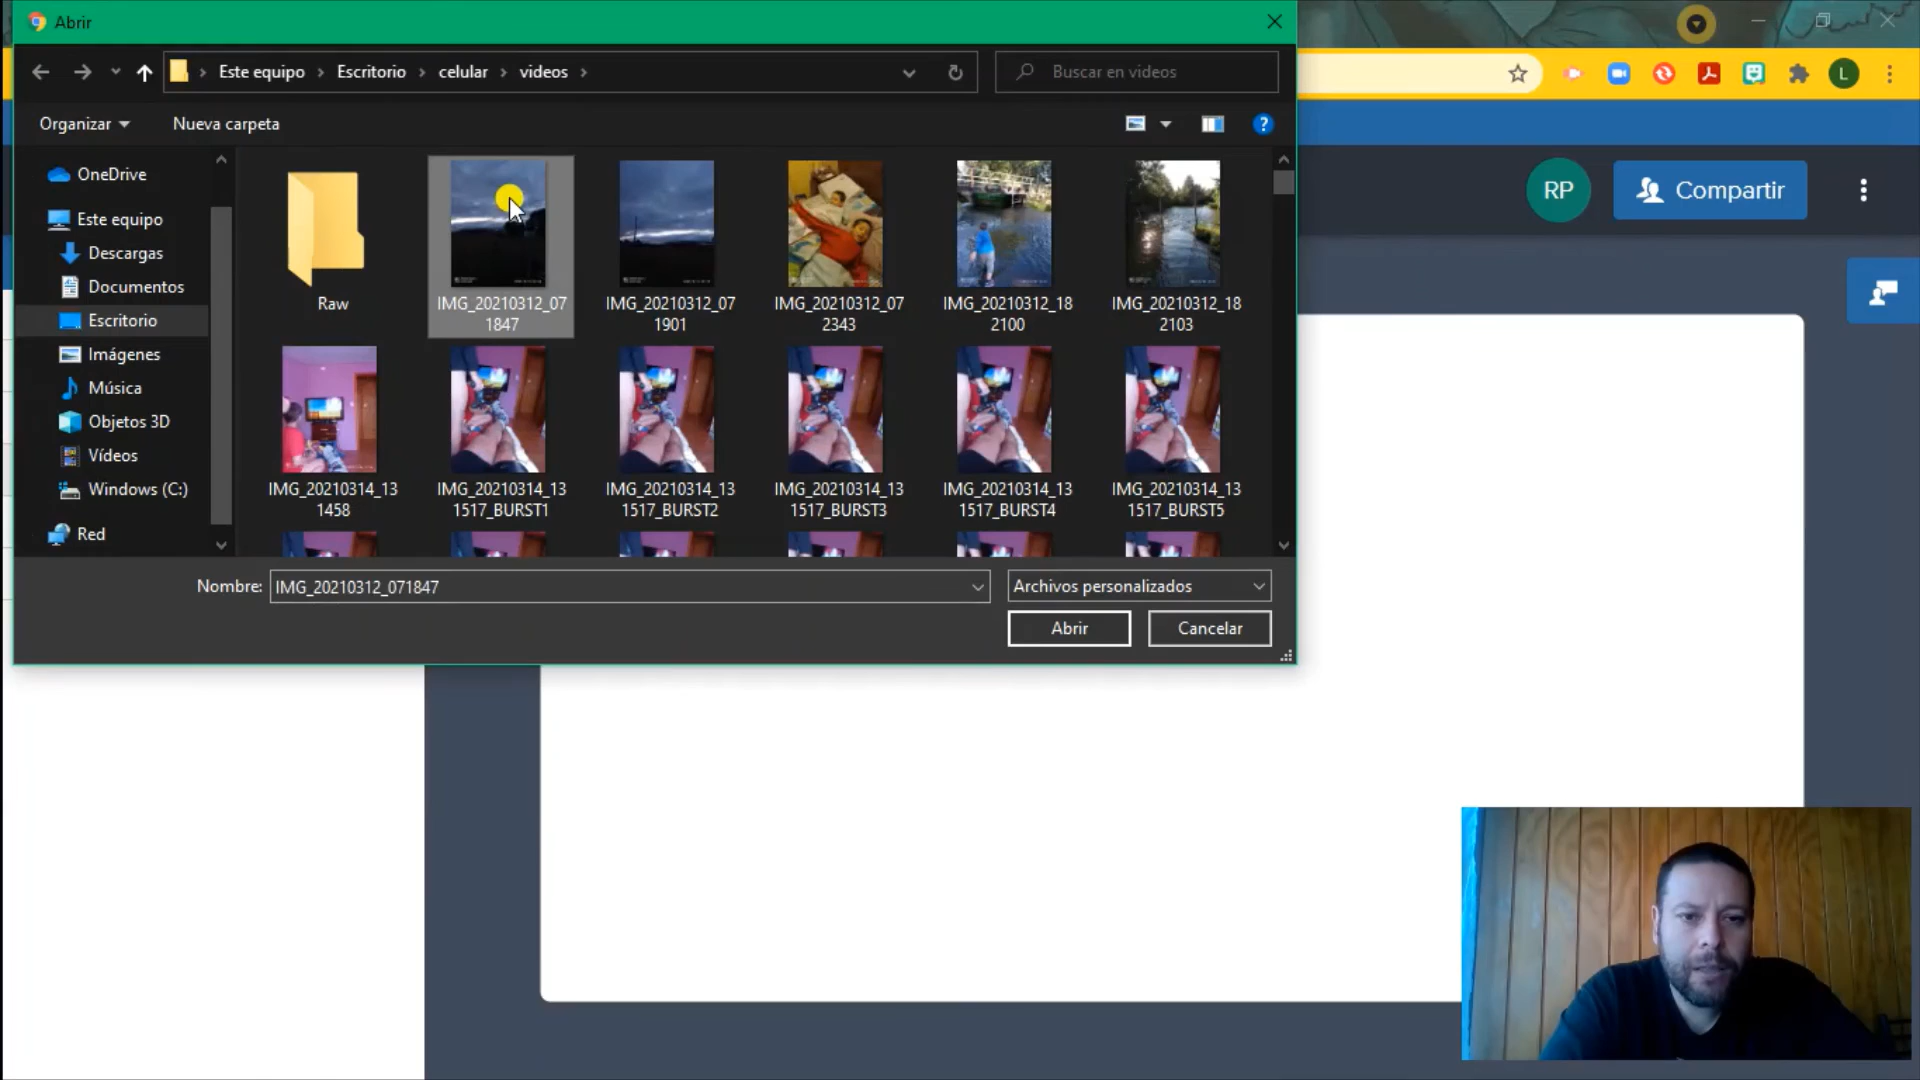 Abrir
Este equipo
Escritorio
celular
videos
Buscar en videos
Organizar
Nueva carpeta
?
L
OneDrive
Este equipo
Descargas
Documentos
Escritorio
Imágenes
Música
Objetos 3D
Vídeos
Windows (C:)
Red
Raw
IMG_20210312_07
1847
IMG_20210312_07
1901
IMG_20210312_07
2343
IMG_20210312_18
2100
IMG_20210312_18
2103
IMG_20210314_13
1458
IMG_20210314_13
1517_BURST1
IMG_20210314_13
1517_BURST2
IMG_20210314_13
1517_BURST3
IMG_20210314_13
1517_BURST4
IMG_20210314_13
1517_BURST5
Nombre:
IMG_20210312_071847
Archivos personalizados
Abrir
Cancelar
RP
Compartir